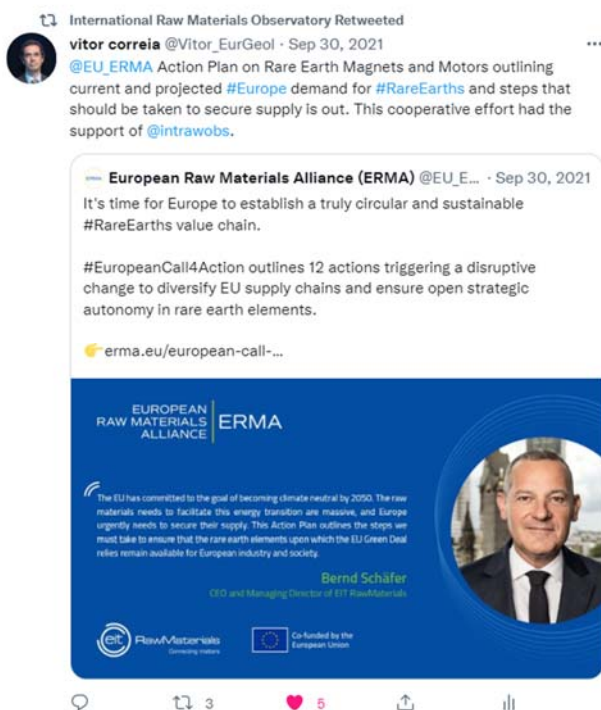 International Raw Materials Observatory Retweeted
vitor correia @Vitor_EurGeol · Sep 30, 2021
@EU_ERMA Action Plan on Rare Earth Magnets and Motors outlining
current and projected #Europe demand for #RareEarths and steps that
should be taken to secure supply is out. This cooperative effort had the
support of @intrawobs.
European Raw Materials Alliance (ERMA) @EU_E... · Sep 30, 2021
It's time for Europe to establish a truly circular and sustainable
#RareEarths value chain.
#EuropeanCall4Action outlines 12 actions triggering a disruptive
change to diversify EU supply chains and ensure open strategic
autonomy in rare earth elements.
👉erma.eu/european-call-...
EUROPEAN
RAW MATERIALS
ALLIANCE
ERMA
The EU has committed to the goal of becoming climate neutral by 2050. The raw
materials needs to facilitate this energy transition are massive, and Europe
urgently needs to secure their supply. This Action Plan outlines the steps we
must take to ensure that the rare earth elements upon which the EU Green Deal
relies remain available for European industry and society.
Bernd Schäfer
CEO and Managing Director of EIT RawMaterials
eit RawMaterials
Connecting matters
Co-funded by the
European Union
3 5